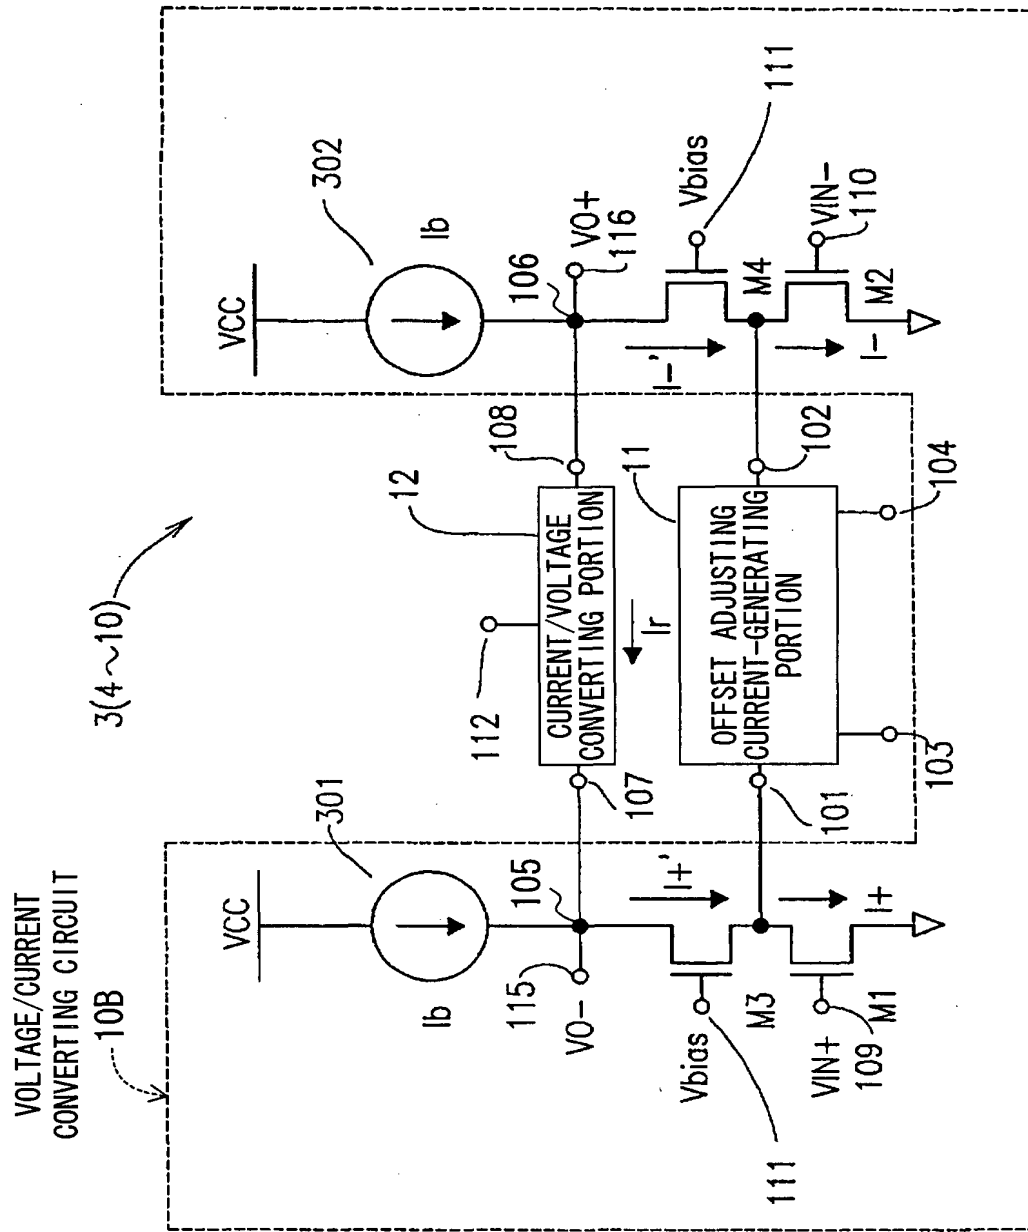 VOLTAGE/CURRENT
CONVERTING CIRCUIT
10B
3(4～10)
VCC
301
Ib
VCC
302
Ib
105
115
VO-
107
112
12
CURRENT/VOLTAGE
CONVERTING PORTION
Ir
108
106
VO+
116
I+'
Vbias
111
M3
I-'
Vbias
111
M4
101
11
OFFSET ADJUSTING
CURRENT-GENERATING
PORTION
102
103
104
VIN+
109
M1
I+
VIN-
110
M2
I-